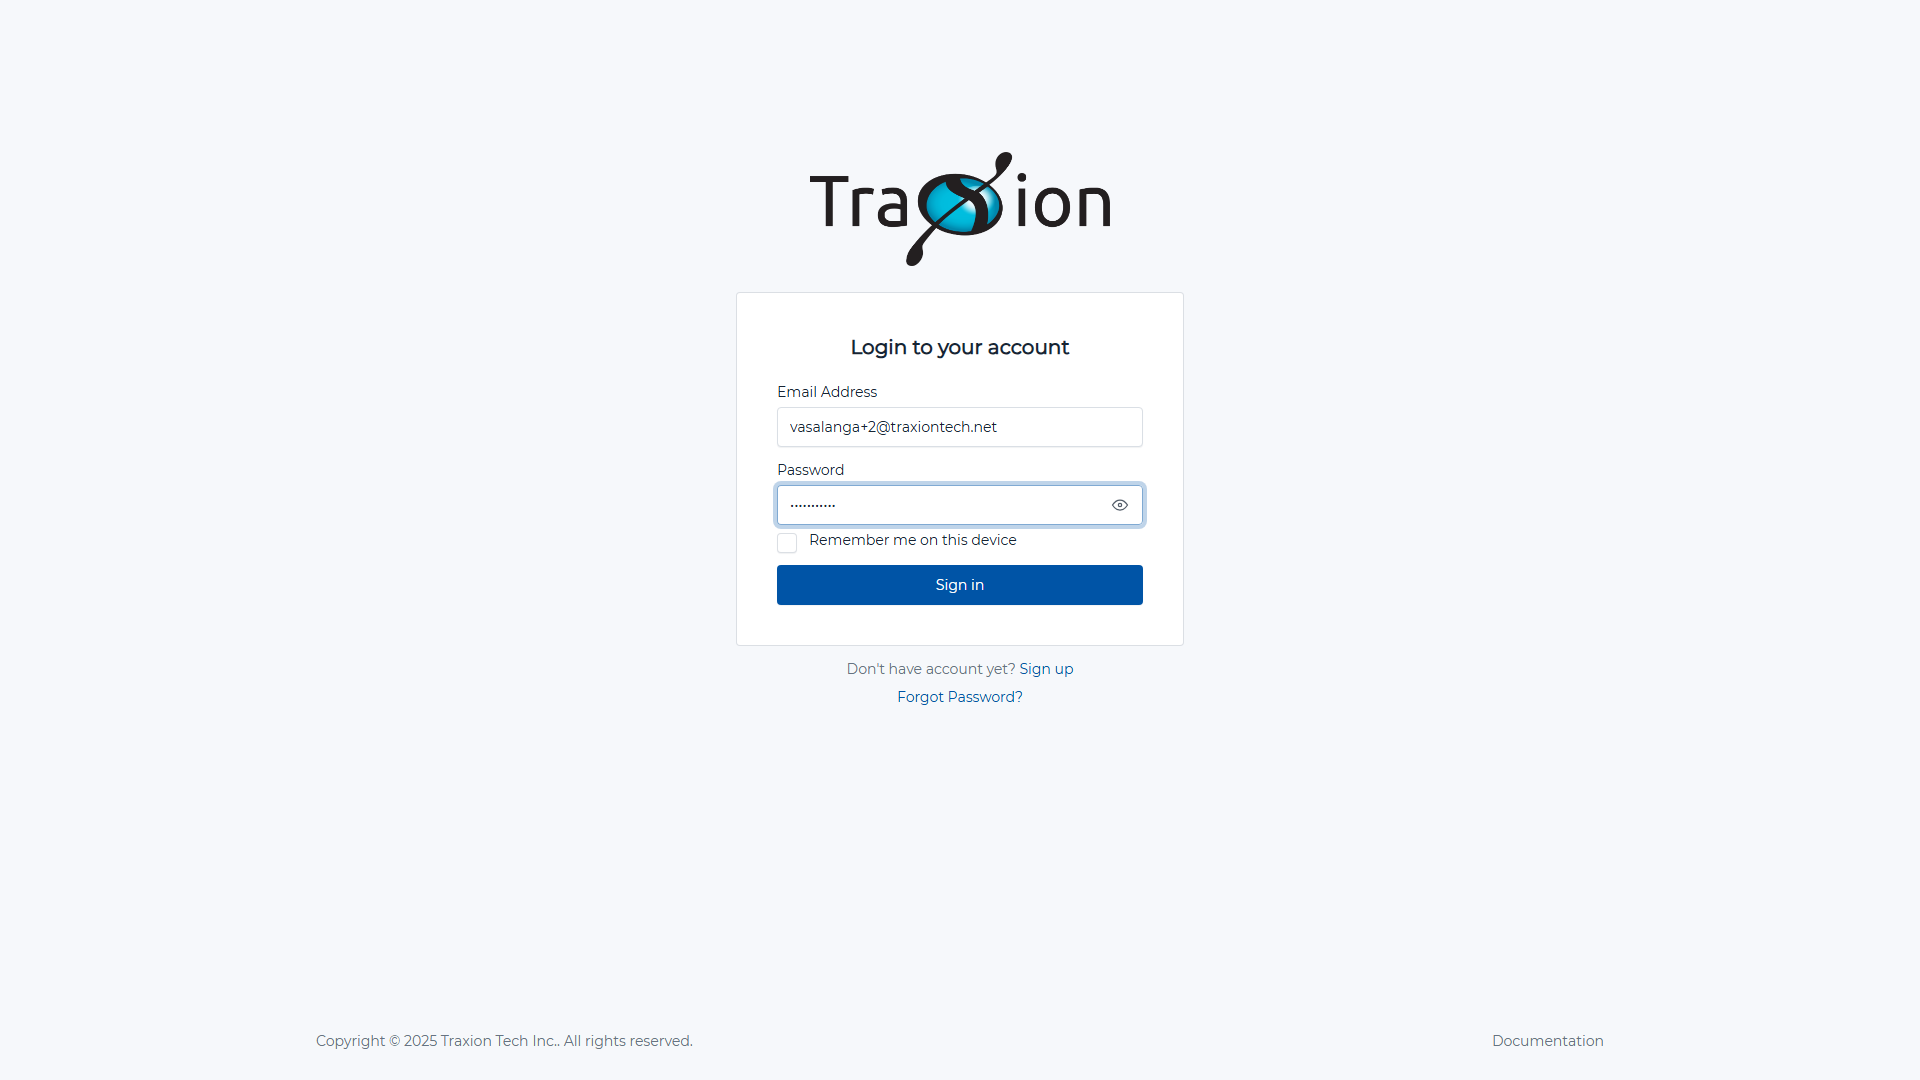 Traxion
Login to your account
Email Address
vasalanga+2@traxiontech.net
Password
•••••••••••
Remember me on this device
Sign in
Don't have account yet? Sign up
Forgot Password?
Copyright © 2025 Traxion Tech Inc.. All rights reserved.
Documentation